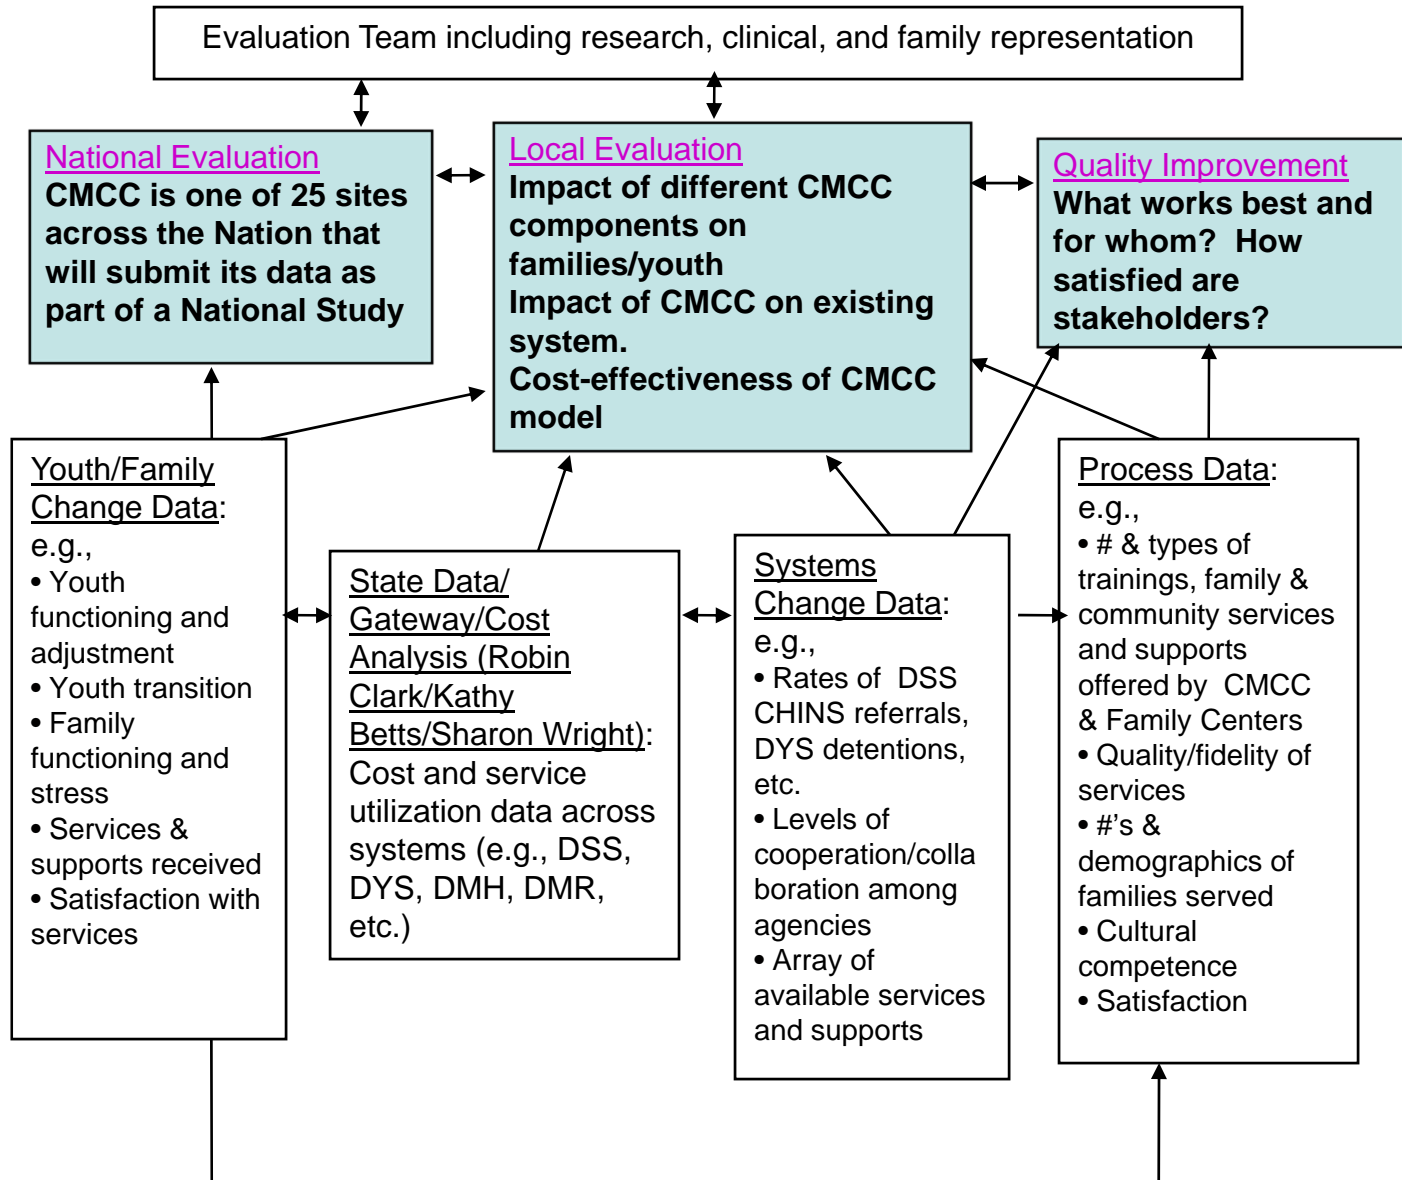 Evaluation Team including research, clinical, and family representation
National Evaluation
CMCC is one of 25 sites
across the Nation that
will submit its data as
part of a National Study
Local Evaluation
Impact of different CMCC
components on
families/youth
Impact of CMCC on existing
system.
Cost-effectiveness of CMCC
model
Quality Improvement
What works best and
for whom?  How
satisfied are
stakeholders?
Youth/Family
Change Data:
e.g.,
• Youth
functioning and
adjustment
• Youth transition
• Family
functioning and
stress
• Services &
supports received
• Satisfaction with
services
State Data/
Gateway/Cost
Analysis (Robin
Clark/Kathy
Betts/Sharon Wright):
Cost and service
utilization data across
systems (e.g., DSS,
DYS, DMH, DMR,
etc.)
Systems
Change Data:
e.g.,
• Rates of  DSS
CHINS referrals,
DYS detentions,
etc.
• Levels of
cooperation/colla
boration among
agencies
• Array of
available services
and supports
Process Data:
e.g.,
• # & types of
trainings, family &
community services
and supports
offered by  CMCC
& Family Centers
• Quality/fidelity of
services
• #'s &
demographics of
families served
• Cultural
competence
• Satisfaction